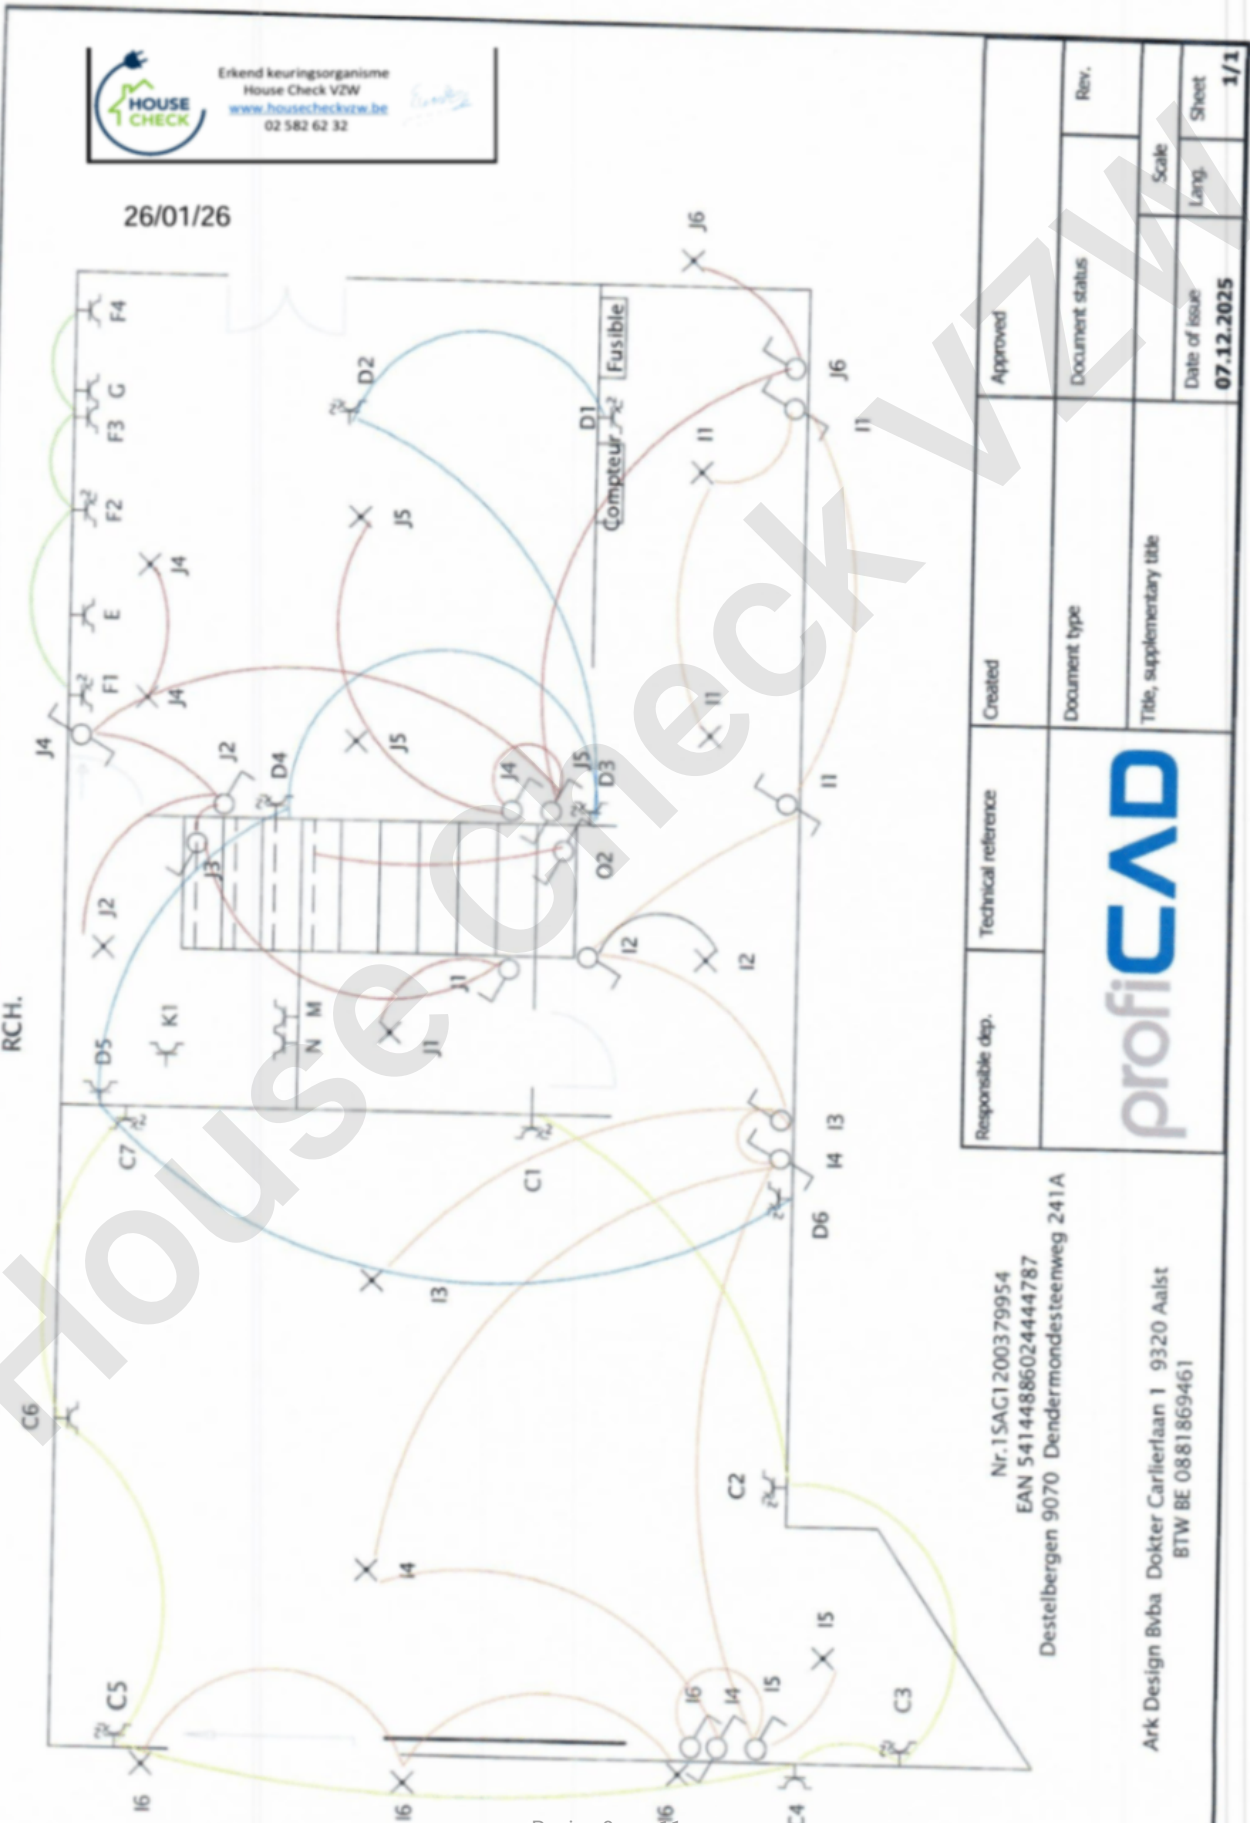 HOUSE
CHECK
Erkend keuringsorganisme
House Check VZW
www.housecheckvzw.be
02 582 62 32
26/01/26
RCH.
J6
F4
G
F3
F2
E
F1
D2
D1
Fusible
Compteur
J6
I1
I1
J5
J4
J4
J4
J5
I1
J2
D4
J4
J5
D3
I1
J3
O2
J2
I2
I2
J1
K1
M
N
D5
J1
C7
C1
I3
I4
D6
I3
C6
C2
I4
I5
C5
I6
I4
I5
C3
I6
I6
I6
C4
House Check VZW
Responsible dep.
Technical reference
Created
Approved
Document type
Document status
Rev.
Title, supplementary title
Scale
Date of issue
07.12.2025
Lang.
Sheet
1/1
profiCAD
Nr.1SAG1200379954
EAN 541448860244444787
Destelbergen 9070 Dendermondesteenweg 241A
Ark Design Bvba Dokter Carlierlaan 1 9320 Aalst
BTW BE 0881869461